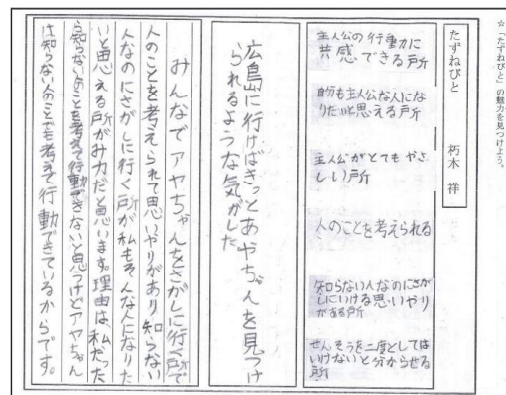 ☆「たずねびと」の魅力を見つけよう。
たずねびと　朽木　祥
主人公の行動力に
共感できる所
自分も主人公な人にな
りたいと思える所
主人公がとてもやさ
しい所
人のことを考えられる
知らない人なのにさが
しにいける思いやり
がある所
せんそうを二度としては
いけないと分からせる
所
広島に行けばきっとあやちゃんを見つけ
られるような気がした
みんなでアヤちゃんをさがしに行く所で
人のことを考えられて思いやりがあり知らない
人なのにさがしに行く所が私もそんな人になりた
いと思える所がみ力だと思います。理由は、私だった
ら知らない人のことを考えて行動できないと思うけどアヤちゃん
は知らない人のことでも考えて行動できているからです。